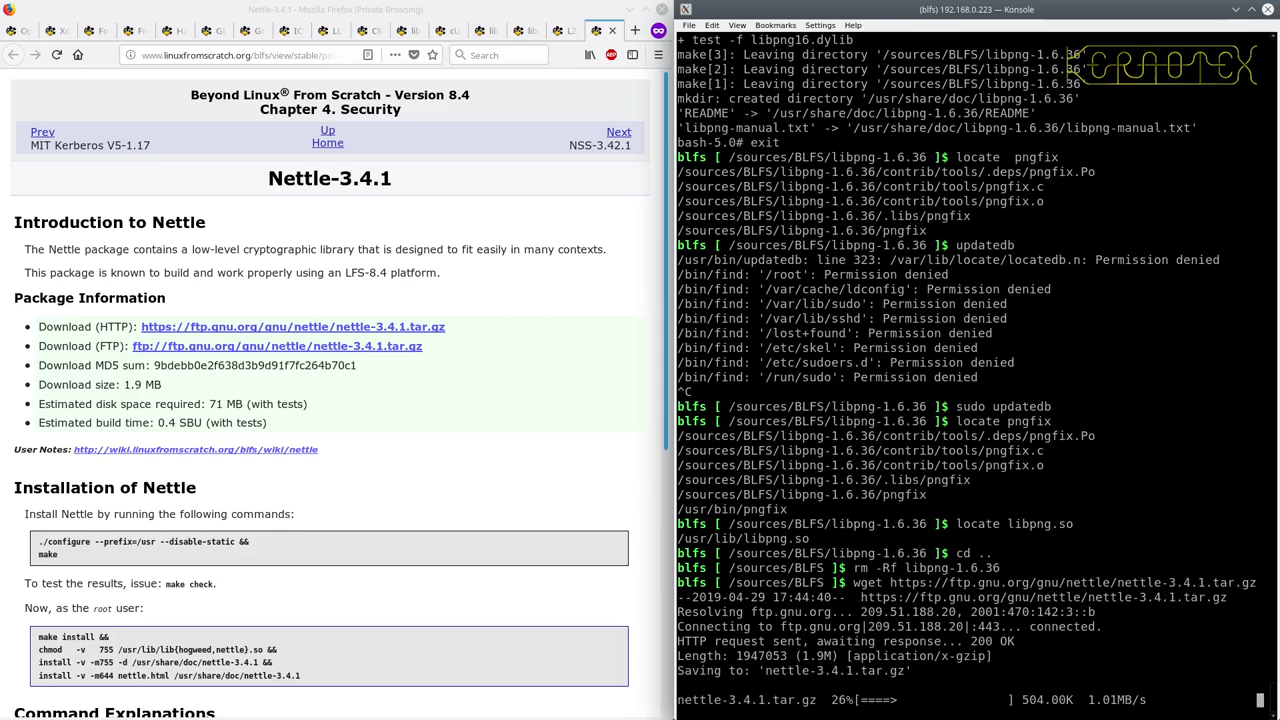 Nettle-3.4.1 - Mozilla Firefox (Private Browsing)
www.linuxfromscratch.org/blfs/view/stable/pos
Search
Beyond Linux® From Scratch - Version 8.4
Chapter 4. Security
Prev
Up
Next
MIT Kerberos V5-1.17
Home
NSS-3.42.1
Nettle-3.4.1
Introduction to Nettle
The Nettle package contains a low-level cryptographic library that is designed to fit easily in many contexts.
This package is known to build and work properly using an LFS-8.4 platform.
Package Information
• Download (HTTP): https://ftp.gnu.org/gnu/nettle/nettle-3.4.1.tar.gz
• Download (FTP): ftp://ftp.gnu.org/gnu/nettle/nettle-3.4.1.tar.gz
• Download MD5 sum: 9bdebb0e2f638d3b9d91f7fc264b70c1
• Download size: 1.9 MB
• Estimated disk space required: 71 MB (with tests)
• Estimated build time: 0.4 SBU (with tests)
User Notes: http://wiki.linuxfromscratch.org/blfs/wiki/nettle
Installation of Nettle
Install Nettle by running the following commands:
./configure --prefix=/usr --disable-static &&
make
To test the results, issue: make check.
Now, as the root user:
make install &&
chmod   -v   755 /usr/lib/lib{hogweed,nettle}.so &&
install -v -m755 -d /usr/share/doc/nettle-3.4.1 &&
install -v -m644 nettle.html /usr/share/doc/nettle-3.4.1
Command Explanations
(blfs) 192.168.0.223 — Konsole
File Edit View Bookmarks Settings Help
+ test -f libpng16.dylib
make[3]: Leaving directory '/sources/BLFS/libpng-1.6.36'
make[2]: Leaving directory '/sources/BLFS/libpng-1.6.36'
make[1]: Leaving directory '/sources/BLFS/libpng-1.6.36'
mkdir: created directory '/usr/share/doc/libpng-1.6.36'
'README' -> '/usr/share/doc/libpng-1.6.36/README'
'libpng-manual.txt' -> '/usr/share/doc/libpng-1.6.36/libpng-manual.txt'
bash-5.0# exit
blfs [ /sources/BLFS/libpng-1.6.36 ]$ locate  pngfix
/sources/BLFS/libpng-1.6.36/contrib/tools/.deps/pngfix.Po
/sources/BLFS/libpng-1.6.36/contrib/tools/pngfix.c
/sources/BLFS/libpng-1.6.36/contrib/tools/pngfix.o
/sources/BLFS/libpng-1.6.36/.libs/pngfix
/sources/BLFS/libpng-1.6.36/pngfix
blfs [ /sources/BLFS/libpng-1.6.36 ]$ updatedb
/usr/bin/updatedb: line 323: /var/lib/locate/locatedb.n: Permission denied
/bin/find: '/root': Permission denied
/bin/find: '/var/cache/ldconfig': Permission denied
/bin/find: '/var/lib/sudo': Permission denied
/bin/find: '/var/lib/sshd': Permission denied
/bin/find: '/lost+found': Permission denied
/bin/find: '/etc/skel': Permission denied
/bin/find: '/etc/sudoers.d': Permission denied
/bin/find: '/run/sudo': Permission denied
^C
blfs [ /sources/BLFS/libpng-1.6.36 ]$ sudo updatedb
blfs [ /sources/BLFS/libpng-1.6.36 ]$ locate pngfix
/sources/BLFS/libpng-1.6.36/contrib/tools/.deps/pngfix.Po
/sources/BLFS/libpng-1.6.36/contrib/tools/pngfix.c
/sources/BLFS/libpng-1.6.36/contrib/tools/pngfix.o
/sources/BLFS/libpng-1.6.36/.libs/pngfix
/sources/BLFS/libpng-1.6.36/pngfix
/usr/bin/pngfix
blfs [ /sources/BLFS/libpng-1.6.36 ]$ locate libpng.so
/usr/lib/libpng.so
blfs [ /sources/BLFS/libpng-1.6.36 ]$ cd ..
blfs [ /sources/BLFS ]$ rm -Rf libpng-1.6.36
blfs [ /sources/BLFS ]$ wget https://ftp.gnu.org/gnu/nettle/nettle-3.4.1.tar.gz
--2019-04-29 17:44:40--  https://ftp.gnu.org/gnu/nettle/nettle-3.4.1.tar.gz
Resolving ftp.gnu.org... 209.51.188.20, 2001:470:142:3::b
Connecting to ftp.gnu.org|209.51.188.20|:443... connected.
HTTP request sent, awaiting response... 200 OK
Length: 1947053 (1.9M) [application/x-gzip]
Saving to: 'nettle-3.4.1.tar.gz'
nettle-3.4.1.tar.gz  26%[====>               ] 504.00K  1.01MB/s